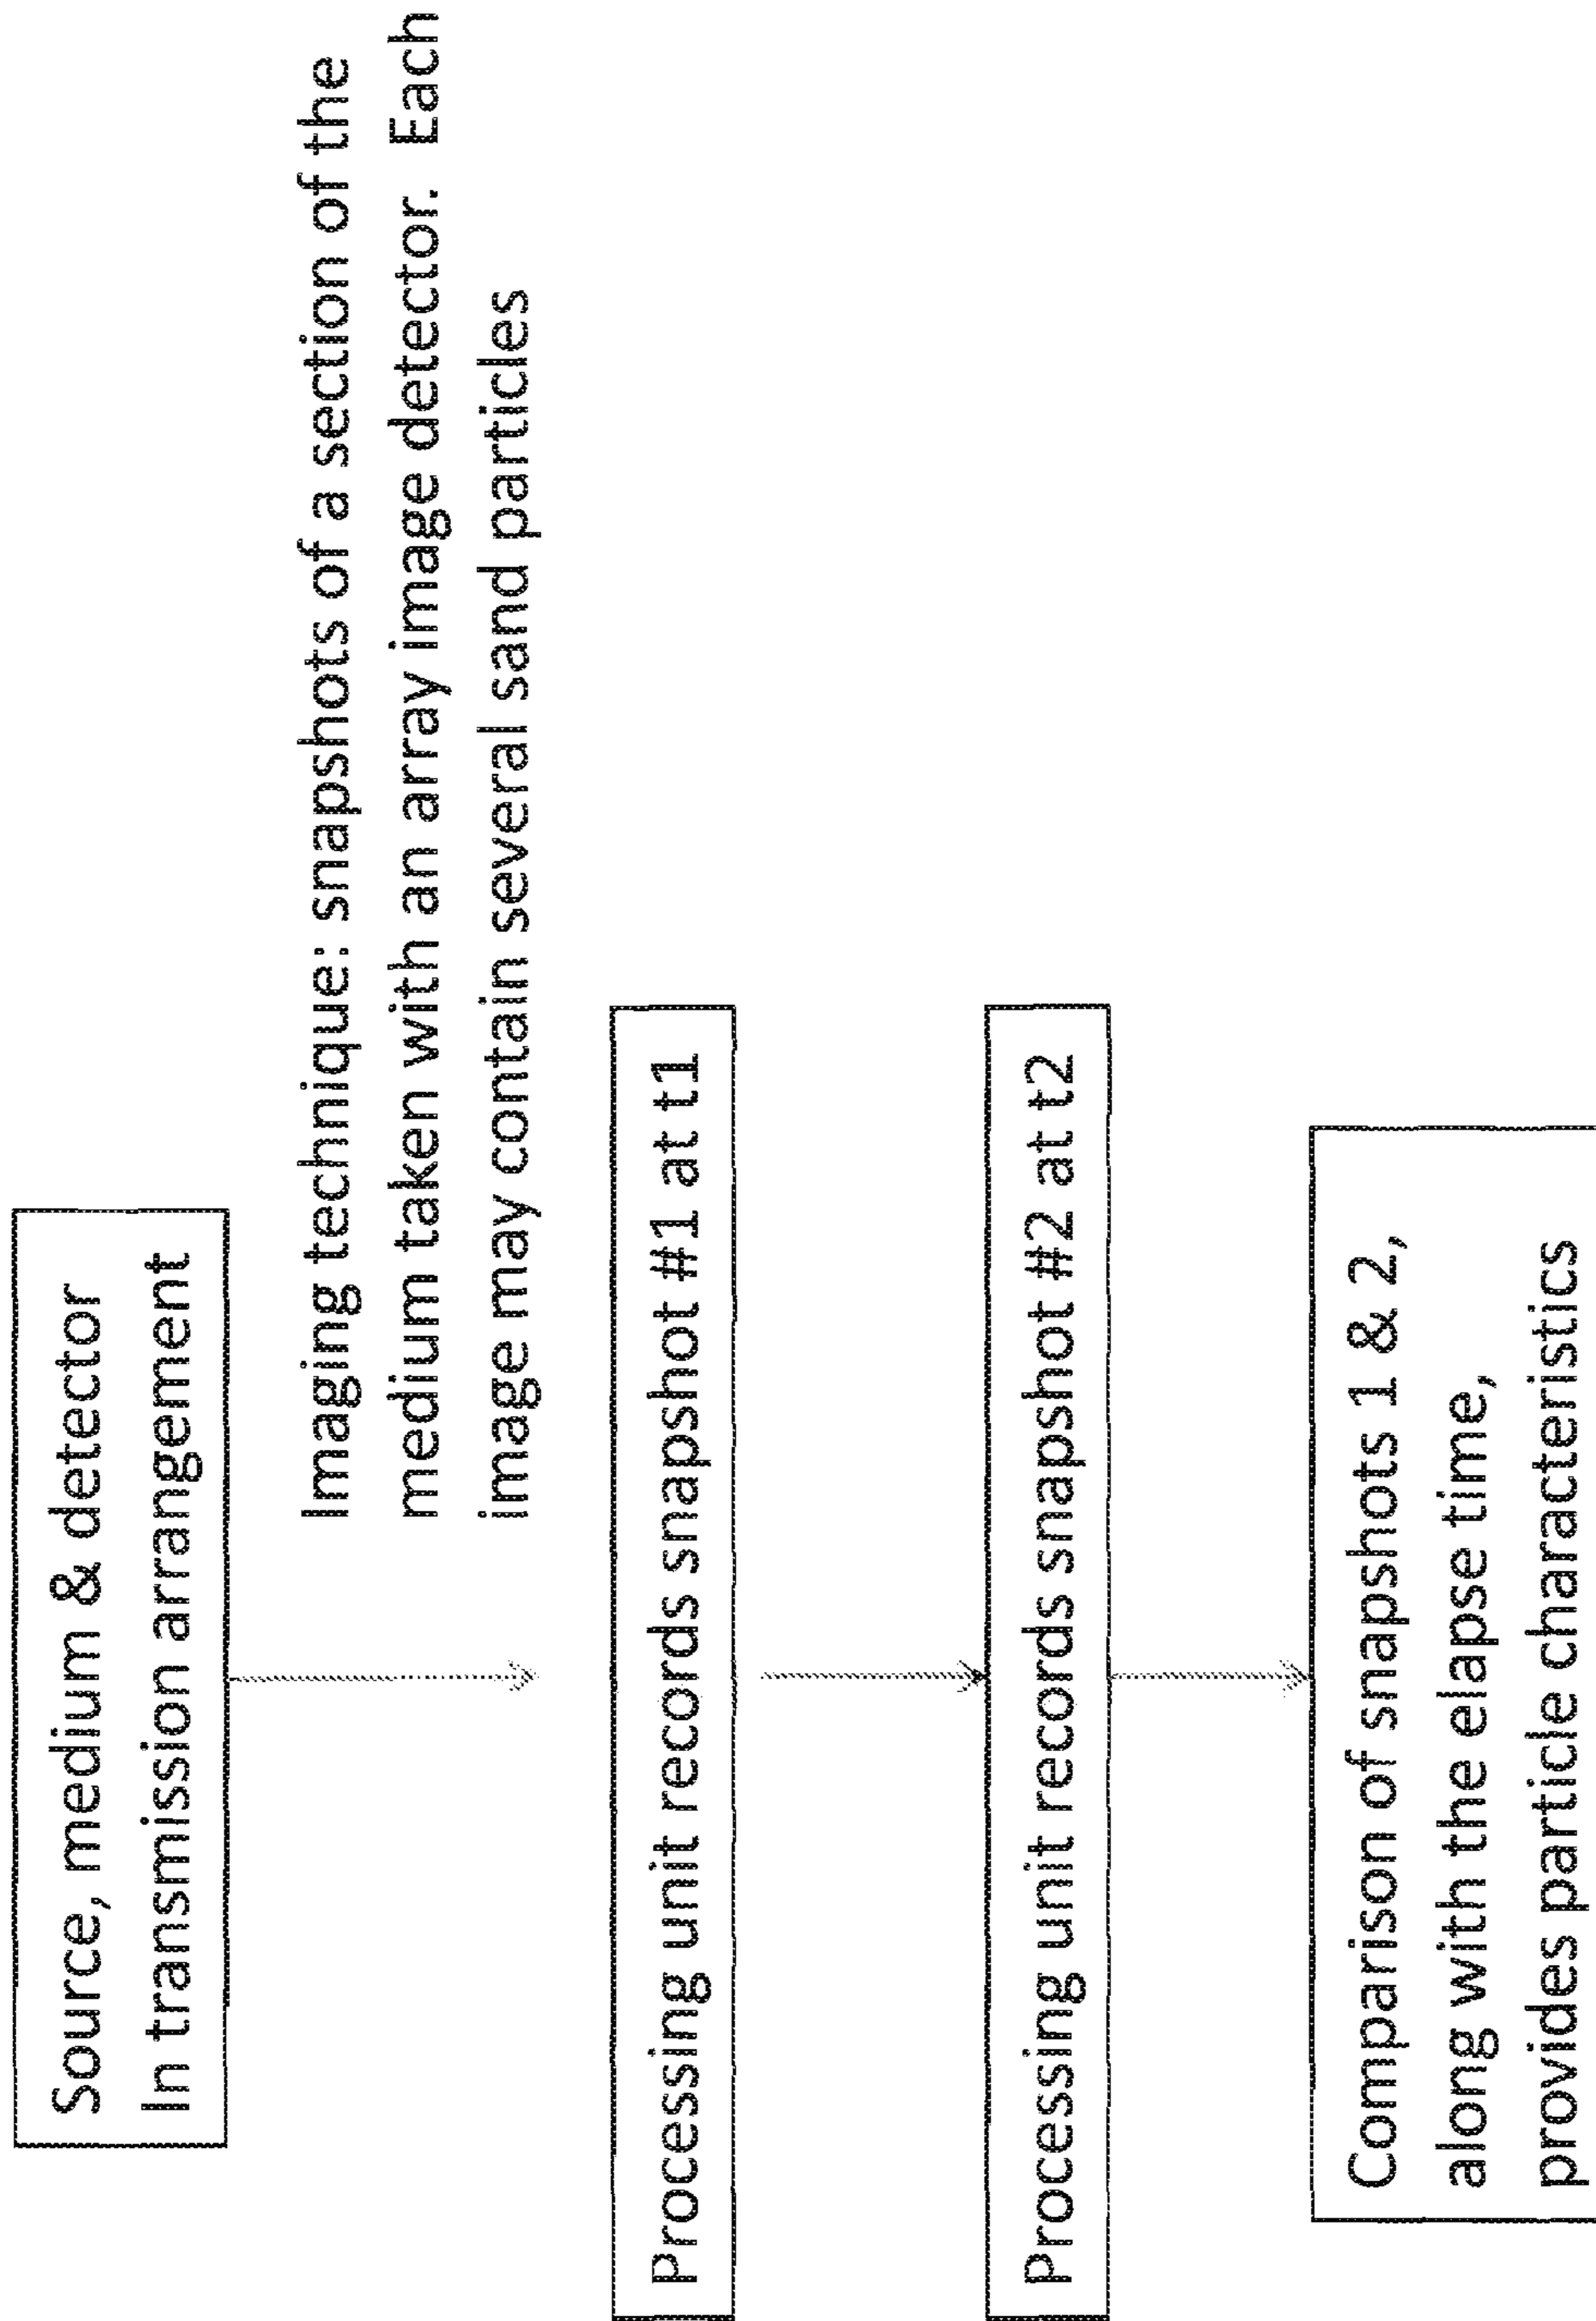 Source, medium & detector
In transmission arrangement
Imaging technique: snapshots of a section of the
medium taken with an array image detector.  Each
image may contain several sand particles
Processing unit records snapshot #1 at t1
Processing unit records snapshot #2 at t2
Comparison of snapshots 1 & 2,
along with the elapse time,
provides particle characteristics